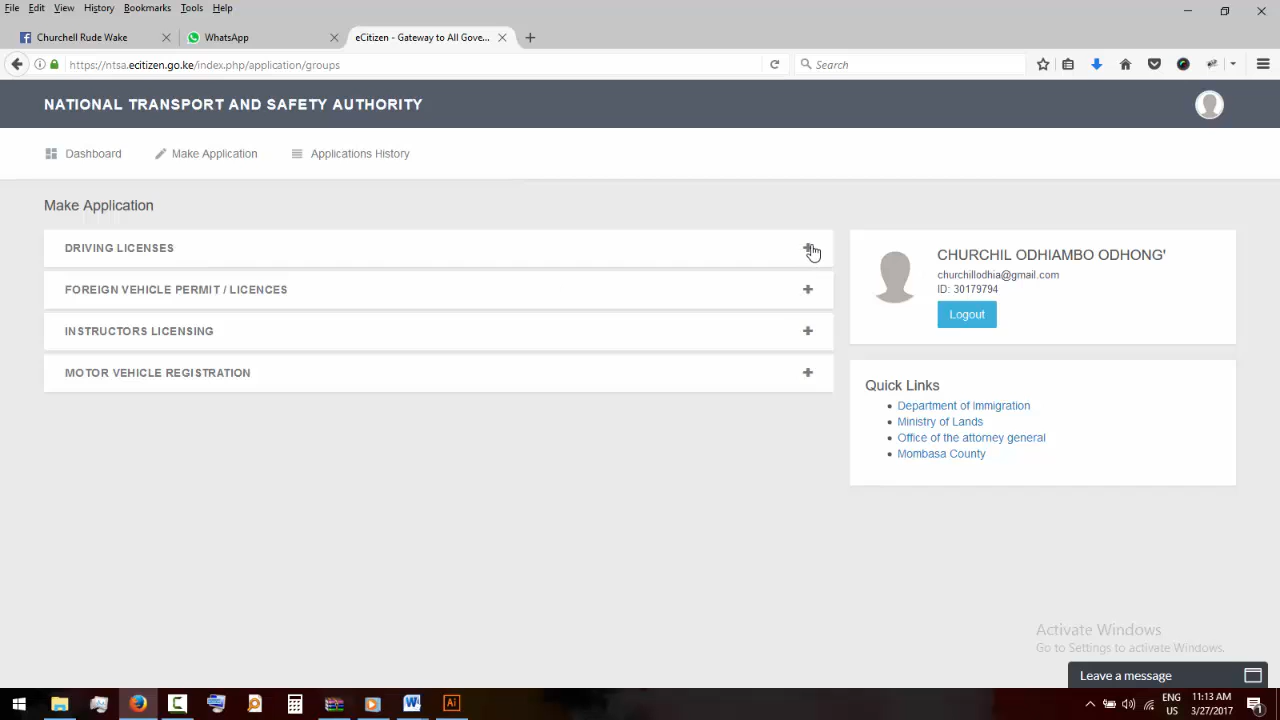 File Edit View History Bookmarks Tools Help
Churchell Rude Wake
WhatsApp
eCitizen - Gateway to All Gove...
https://ntsa.ecitizen.go.ke/index.php/application/groups
Search
NATIONAL TRANSPORT AND SAFETY AUTHORITY
Dashboard
Make Application
Applications History
Make Application
DRIVING LICENSES
FOREIGN VEHICLE PERMIT / LICENCES
INSTRUCTORS LICENSING
MOTOR VEHICLE REGISTRATION
CHURCHIL ODHIAMBO ODHONG'
churchillodhia@gmail.com
ID: 30179794
Logout
Quick Links
Department of Immigration
Ministry of Lands
Office of the attorney general
Mombasa County
Activate Windows
Go to Settings to activate Windows.
Leave a message
ENG
US
11:13 AM
3/27/2017